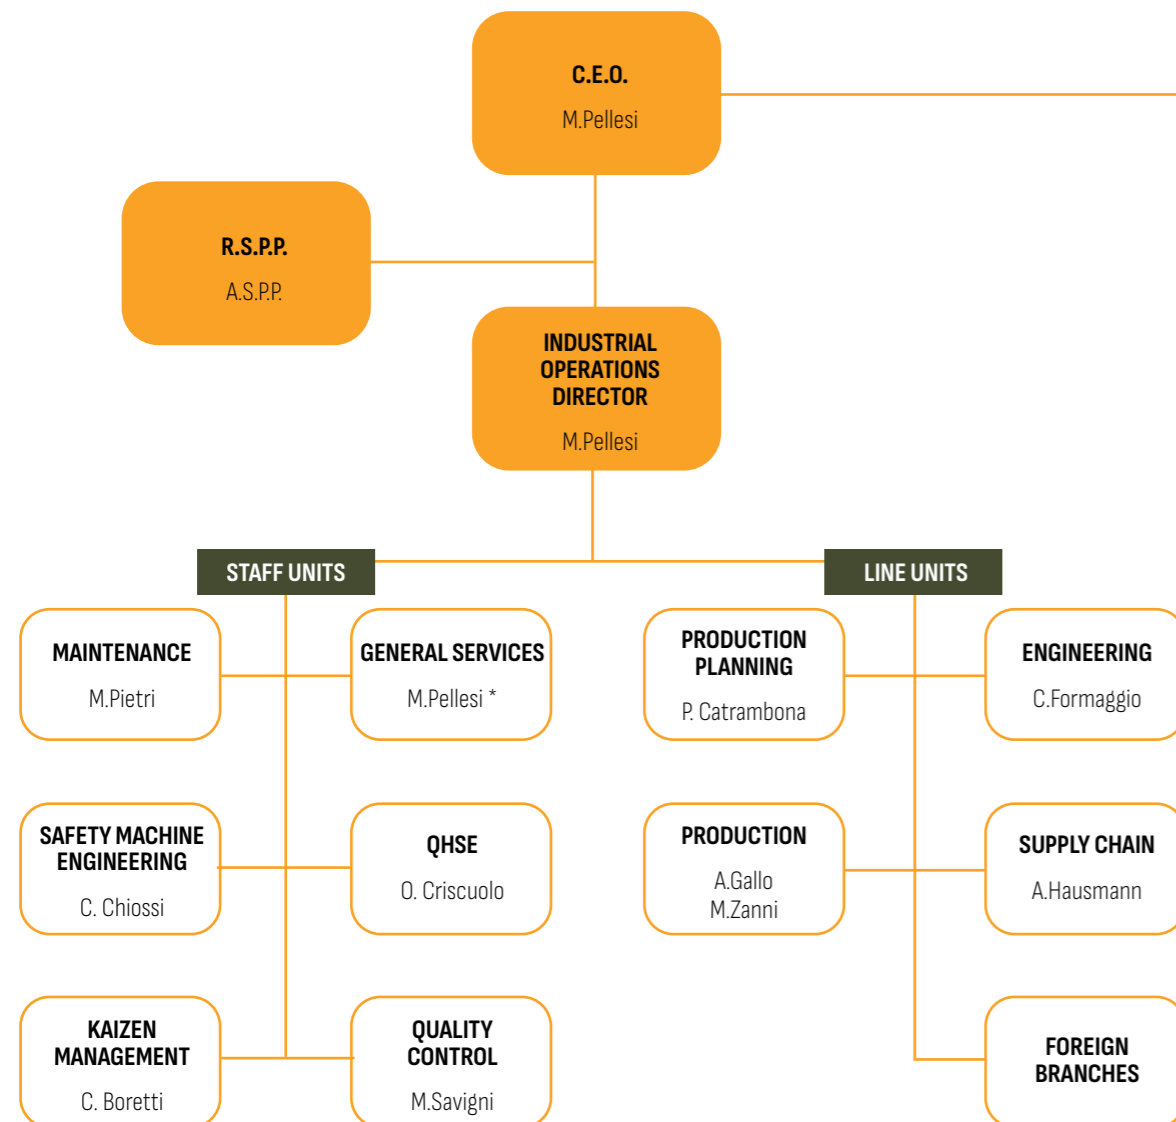 C.E.O.
M.Pellesi
R.S.P.P.
A.S.P.P.
INDUSTRIAL
OPERATIONS
DIRECTOR
M.Pellesi
STAFF UNITS
LINE UNITS
MAINTENANCE
M.Pietri
GENERAL SERVICES
M.Pellesi *
PRODUCTION
PLANNING
P. Catrambona
ENGINEERING
C.Formaggio
SAFETY MACHINE
ENGINEERING
C. Chiossi
QHSE
O. Criscuolo
PRODUCTION
A.Gallo
M.Zanni
SUPPLY CHAIN
A.Hausmann
KAIZEN
MANAGEMENT
C. Boretti
QUALITY
CONTROL
M.Savigni
FOREIGN
BRANCHES